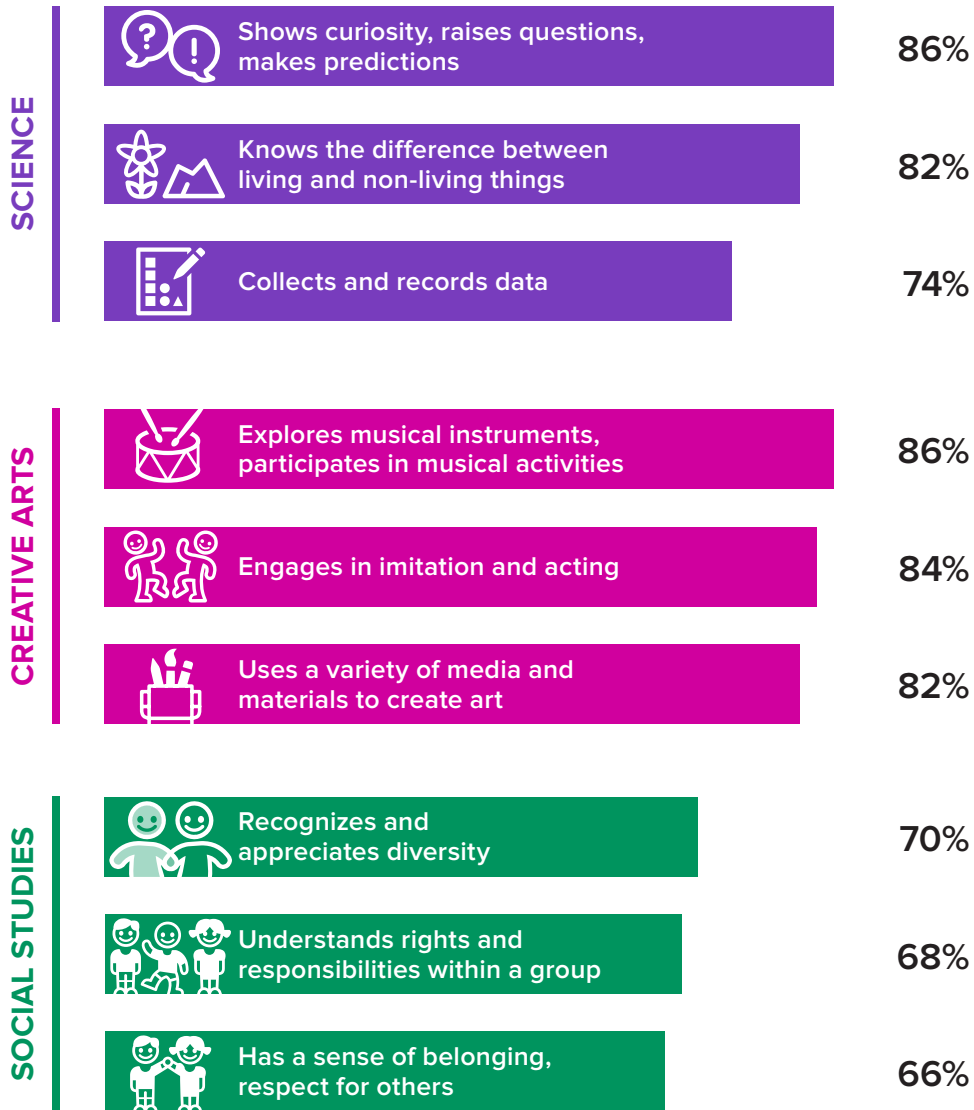 SCIENCE
Shows curiosity, raises questions,
makes predictions
86%
Knows the difference between
living and non-living things
82%
Collects and records data
74%
CREATIVE ARTS
Explores musical instruments,
participates in musical activities
86%
Engages in imitation and acting
84%
Uses a variety of media and
materials to create art
82%
SOCIAL STUDIES
Recognizes and
appreciates diversity
70%
Understands rights and
responsibilities within a group
68%
Has a sense of belonging,
respect for others
66%